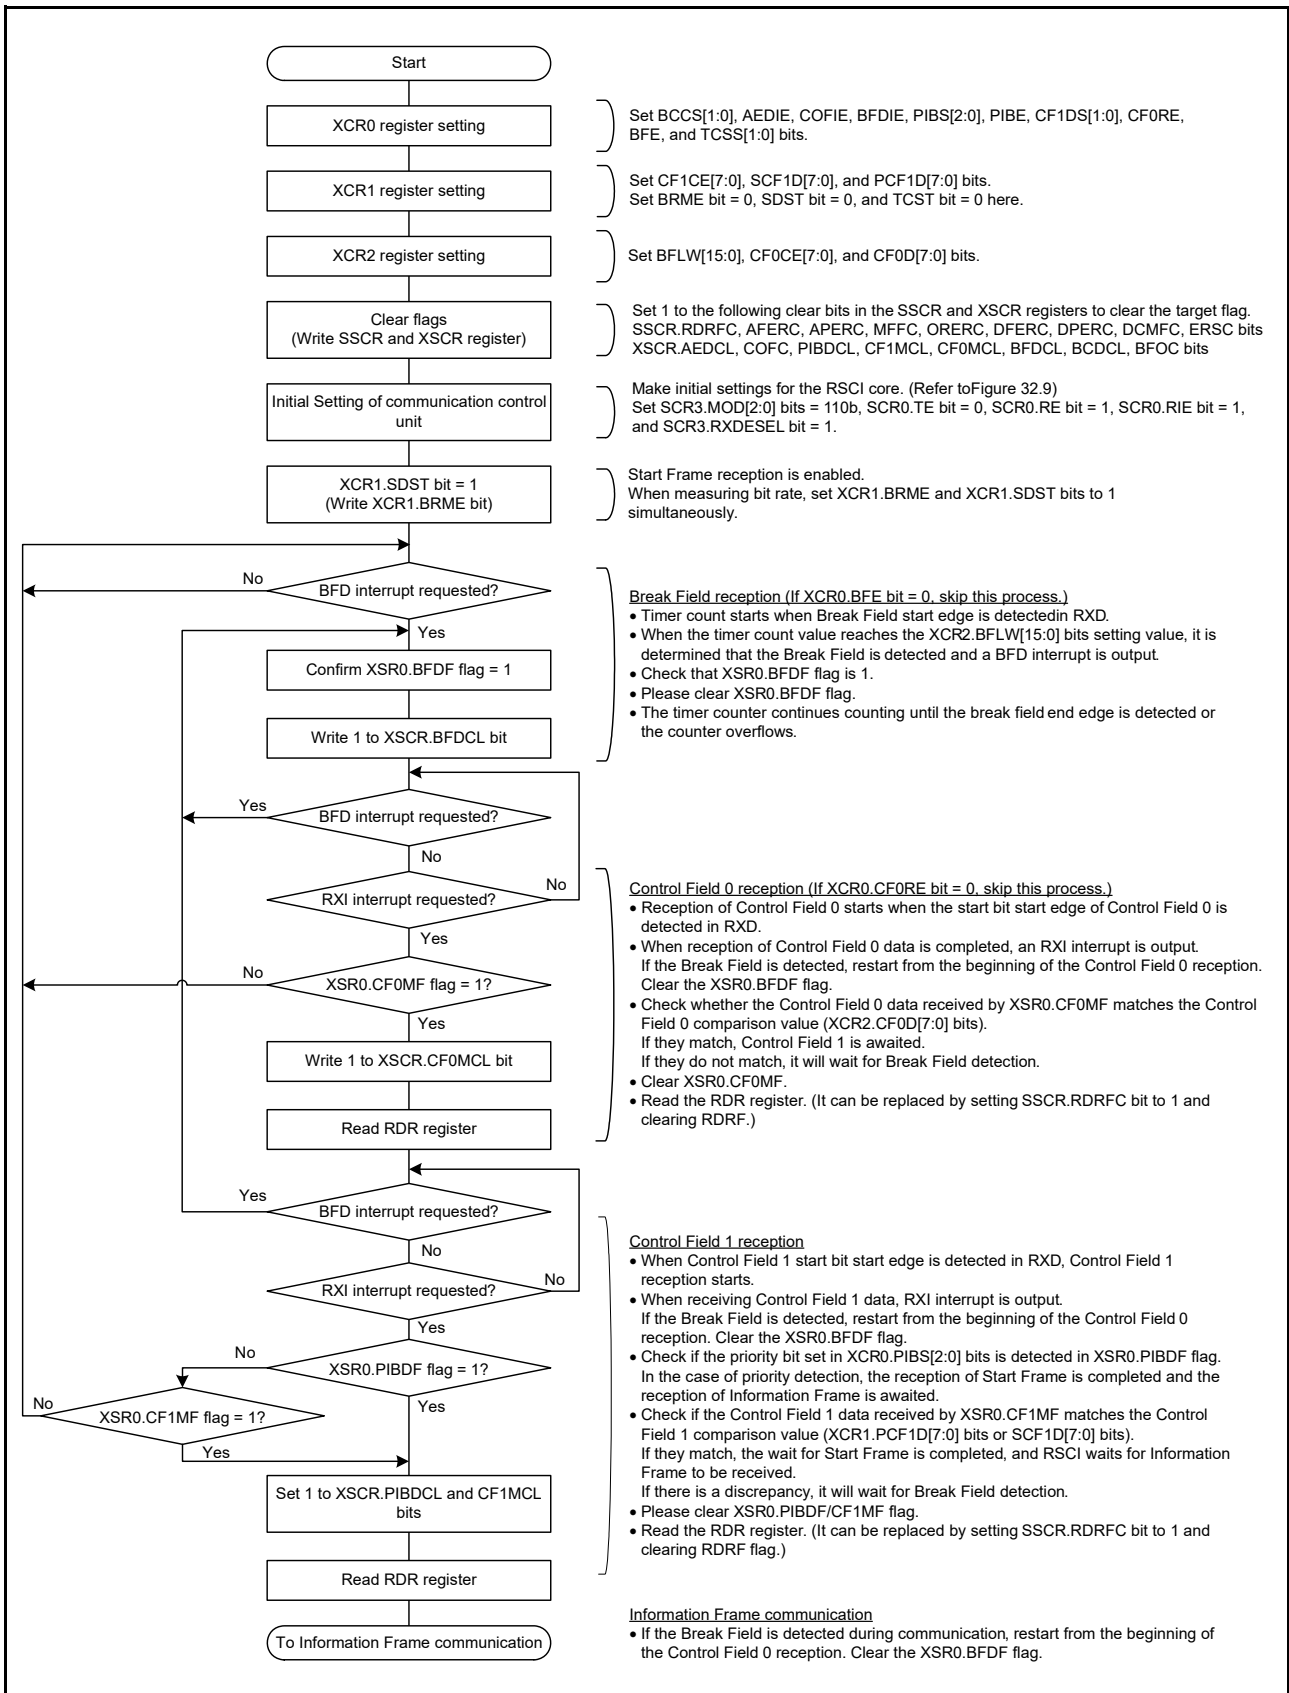 Start
XCR0 register setting
Set BCCS[1:0], AEDIE, COFIE, BFDIE, PIBS[2:0], PIBE, CF1DS[1:0], CF0RE,
BFE, and TCSS[1:0] bits.
XCR1 register setting
Set CF1CE[7:0], SCF1D[7:0], and PCF1D[7:0] bits.
Set BRME bit = 0, SDST bit = 0, and TCST bit = 0 here.
XCR2 register setting
Set BFLW[15:0], CF0CE[7:0], and CF0D[7:0] bits.
Clear flags
(Write SSCR and XSCR register)
Set 1 to the following clear bits in the SSCR and XSCR registers to clear the target flag.
SSCR.RDRFC, AFERC, APERC, MFFC, ORERC, DFERC, DPERC, DCMFC, ERSC bits
XSCR.AEDCL, COFC, PIBDCL, CF1MCL, CF0MCL, BFDCL, BCDCL, BFOC bits
Initial Setting of communication control
unit
Make initial settings for the RSCI core. (Refer toFigure 32.9)
Set SCR3.MOD[2:0] bits = 110b, SCR0.TE bit = 0, SCR0.RE bit = 1, SCR0.RIE bit = 1,
and SCR3.RXDESEL bit = 1.
XCR1.SDST bit = 1
(Write XCR1.BRME bit)
Start Frame reception is enabled.
When measuring bit rate, set XCR1.BRME and XCR1.SDST bits to 1
simultaneously.
BFD interrupt requested?
No
Yes
Confirm XSR0.BFDF flag = 1
Write 1 to XSCR.BFDCL bit
Break Field reception (If XCR0.BFE bit = 0, skip this process.)
• Timer count starts when Break Field start edge is detectedin RXD.
• When the timer count value reaches the XCR2.BFLW[15:0] bits setting value, it is
determined that the Break Field is detected and a BFD interrupt is output.
• Check that XSR0.BFDF flag is 1.
• Please clear XSR0.BFDF flag.
• The timer counter continues counting until the break field end edge is detected or
the counter overflows.
BFD interrupt requested?
Yes
No
RXI interrupt requested?
No
Yes
XSR0.CF0MF flag = 1?
No
Yes
Write 1 to XSCR.CF0MCL bit
Read RDR register
Control Field 0 reception (If XCR0.CF0RE bit = 0, skip this process.)
• Reception of Control Field 0 starts when the start bit start edge of Control Field 0 is
detected in RXD.
• When reception of Control Field 0 data is completed, an RXI interrupt is output.
If the Break Field is detected, restart from the beginning of the Control Field 0 reception.
Clear the XSR0.BFDF flag.
• Check whether the Control Field 0 data received by XSR0.CF0MF matches the Control
Field 0 comparison value (XCR2.CF0D[7:0] bits).
If they match, Control Field 1 is awaited.
If they do not match, it will wait for Break Field detection.
• Clear XSR0.CF0MF.
• Read the RDR register. (It can be replaced by setting SSCR.RDRFC bit to 1 and
clearing RDRF.)
BFD interrupt requested?
Yes
No
RXI interrupt requested?
No
Yes
XSR0.PIBDF flag = 1?
No
Yes
XSR0.CF1MF flag = 1?
No
Yes
Set 1 to XSCR.PIBDCL and CF1MCL
bits
Read RDR register
Control Field 1 reception
• When Control Field 1 start bit start edge is detected in RXD, Control Field 1
reception starts.
• When receiving Control Field 1 data, RXI interrupt is output.
If the Break Field is detected, restart from the beginning of the Control Field 0
reception. Clear the XSR0.BFDF flag.
• Check if the priority bit set in XCR0.PIBS[2:0] bits is detected in XSR0.PIBDF flag.
In the case of priority detection, the reception of Start Frame is completed and the
reception of Information Frame is awaited.
• Check if the Control Field 1 data received by XSR0.CF1MF matches the Control
Field 1 comparison value (XCR1.PCF1D[7:0] bits or SCF1D[7:0] bits).
If they match, the wait for Start Frame is completed, and RSCI waits for Information
Frame to be received.
If there is a discrepancy, it will wait for Break Field detection.
• Please clear XSR0.PIBDF/CF1MF flag.
• Read the RDR register. (It can be replaced by setting SSCR.RDRFC bit to 1 and
clearing RDRF flag.)
To Information Frame communication
Information Frame communication
• If the Break Field is detected during communication, restart from the beginning of
the Control Field 0 reception. Clear the XSR0.BFDF flag.